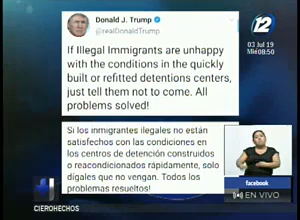 Donald J. Trump
@realDonaldTrump
12
03 Jul 19
Mié 08:50
If Illegal Immigrants are unhappy
with the conditions in the quickly
built or refitted detentions centers,
just tell them not to come. All
problems solved!
Si los inmigrantes ilegales no están
satisfechos con las condiciones en
los centros de detención construidos
o reacondicionados rápidamente, solo
dígales que no vengan. Todos los
problemas resueltos!
facebook
EN VIVO
CIEROHECHOS